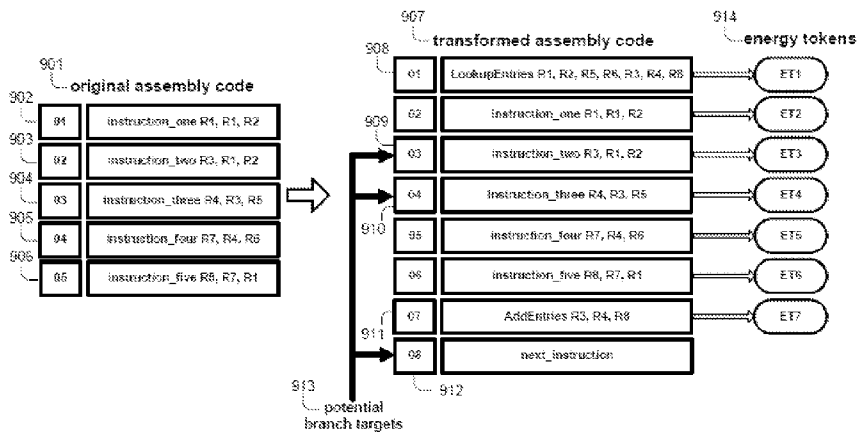 907
914
908
transformed assembly code
energy tokens
901
original assembly code
01 LookupEntries R1, R2, R5, R6, R3, R4, R8 ET1
902
01 instruction_one R1, R1, R2
02 instruction_one R1, R1, R2 ET2
909
903
02 instruction_two R3, R1, R2
03 instruction_two R3, R1, R2 ET3
904
03 instruction_three R4, R3, R5
04 instruction_three R4, R3, R5 ET4
905
910
04 instruction_four R7, R4, R6
05 instruction_four R7, R4, R6 ET5
906
05 instruction_five R8, R7, R1
06 instruction_five R8, R7, R1 ET6
07 AddEntries R3, R4, R8 ET7
911
08 next_instruction
913
912
potential
branch targets